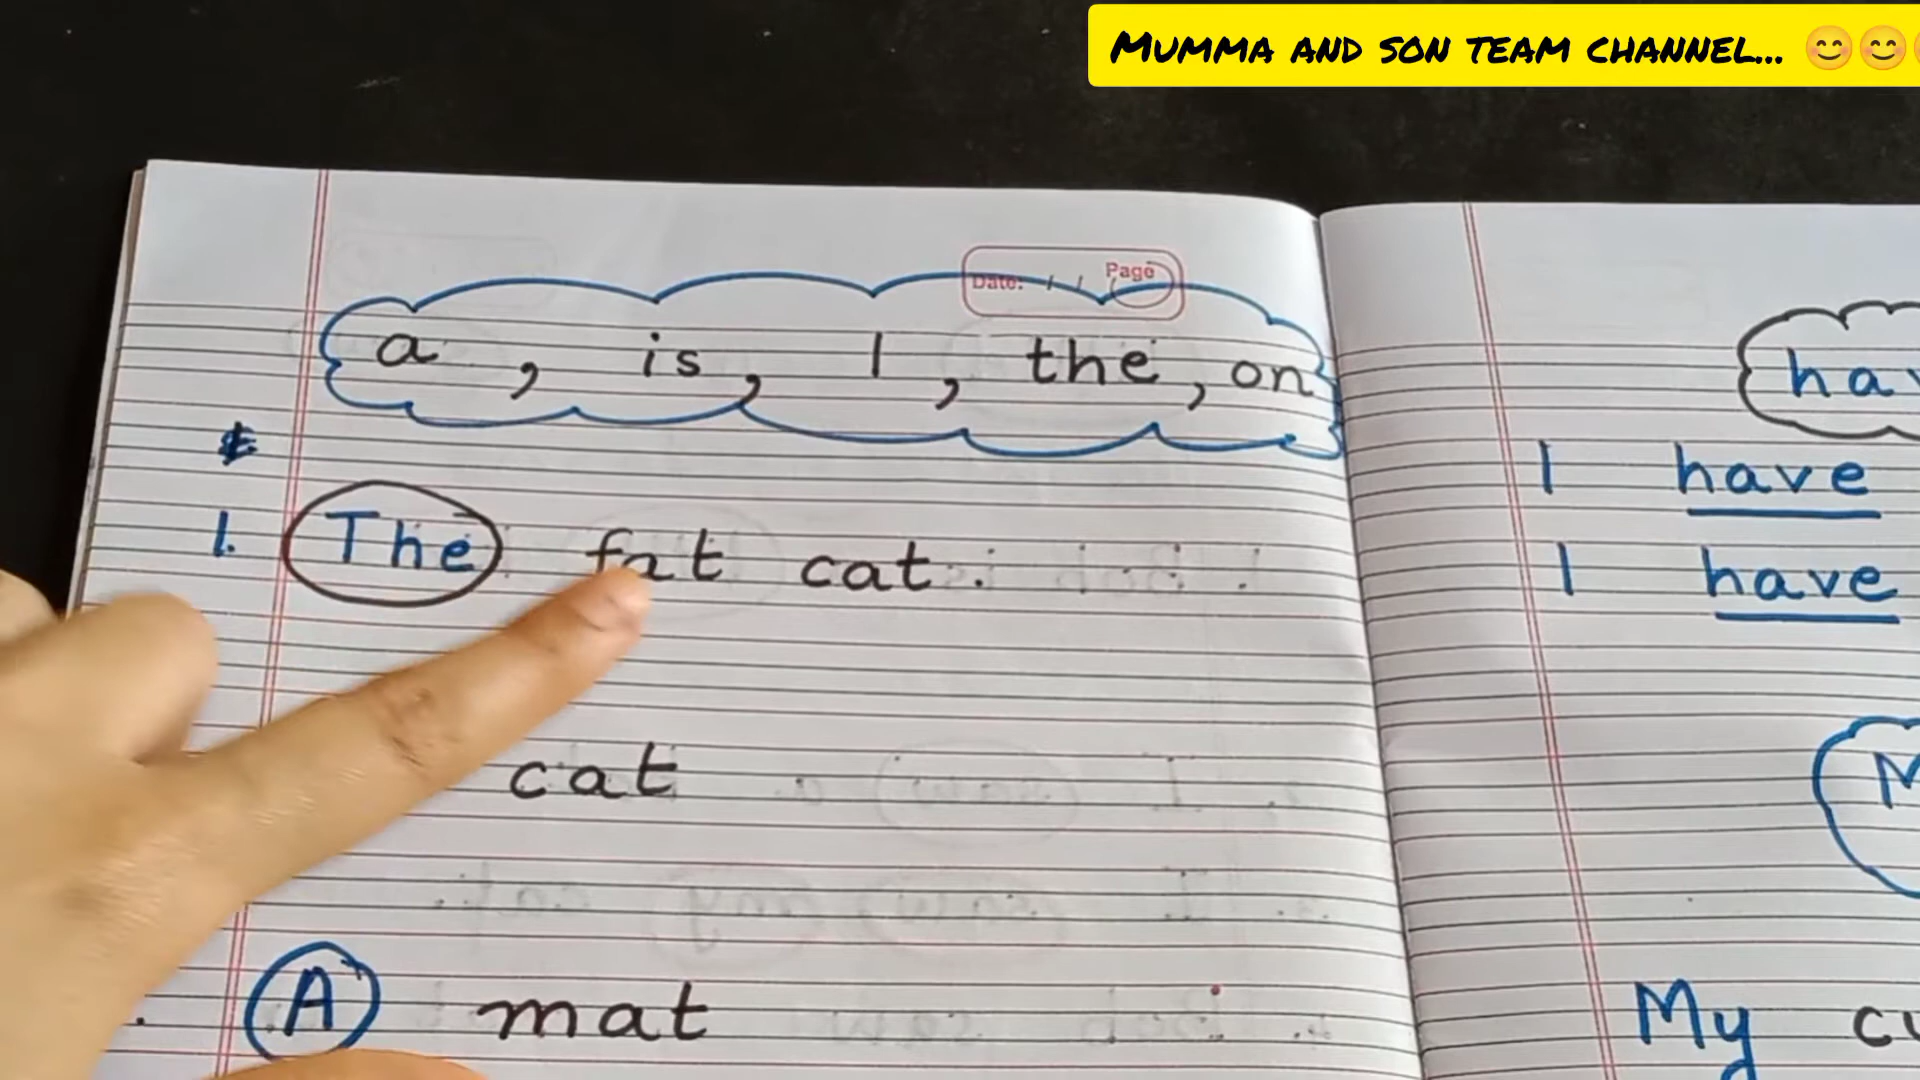 MUMMA AND SON TEAM CHANNEL... 😊😊
Date: / / Page
a , is , I , the , on
1. The fat cat.
cat
A mat
I have
I have
My